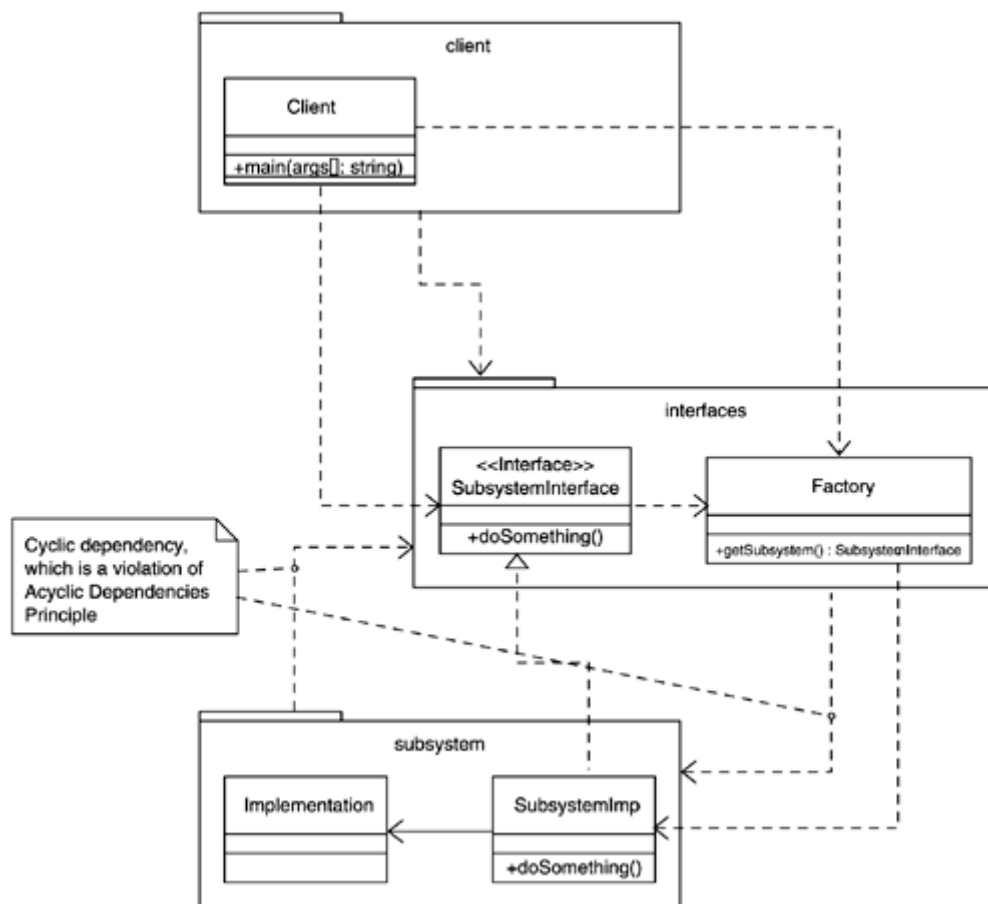 client
Client
+main(args[]: string)
interfaces
<<Interface>>
SubsystemInterface
+doSomething()
Factory
+getSubsystem() : SubsystemInterface
Cyclic dependency,
which is a violation of
Acyclic Dependencies
Principle
subsystem
Implementation
SubsystemImp
+doSomething()